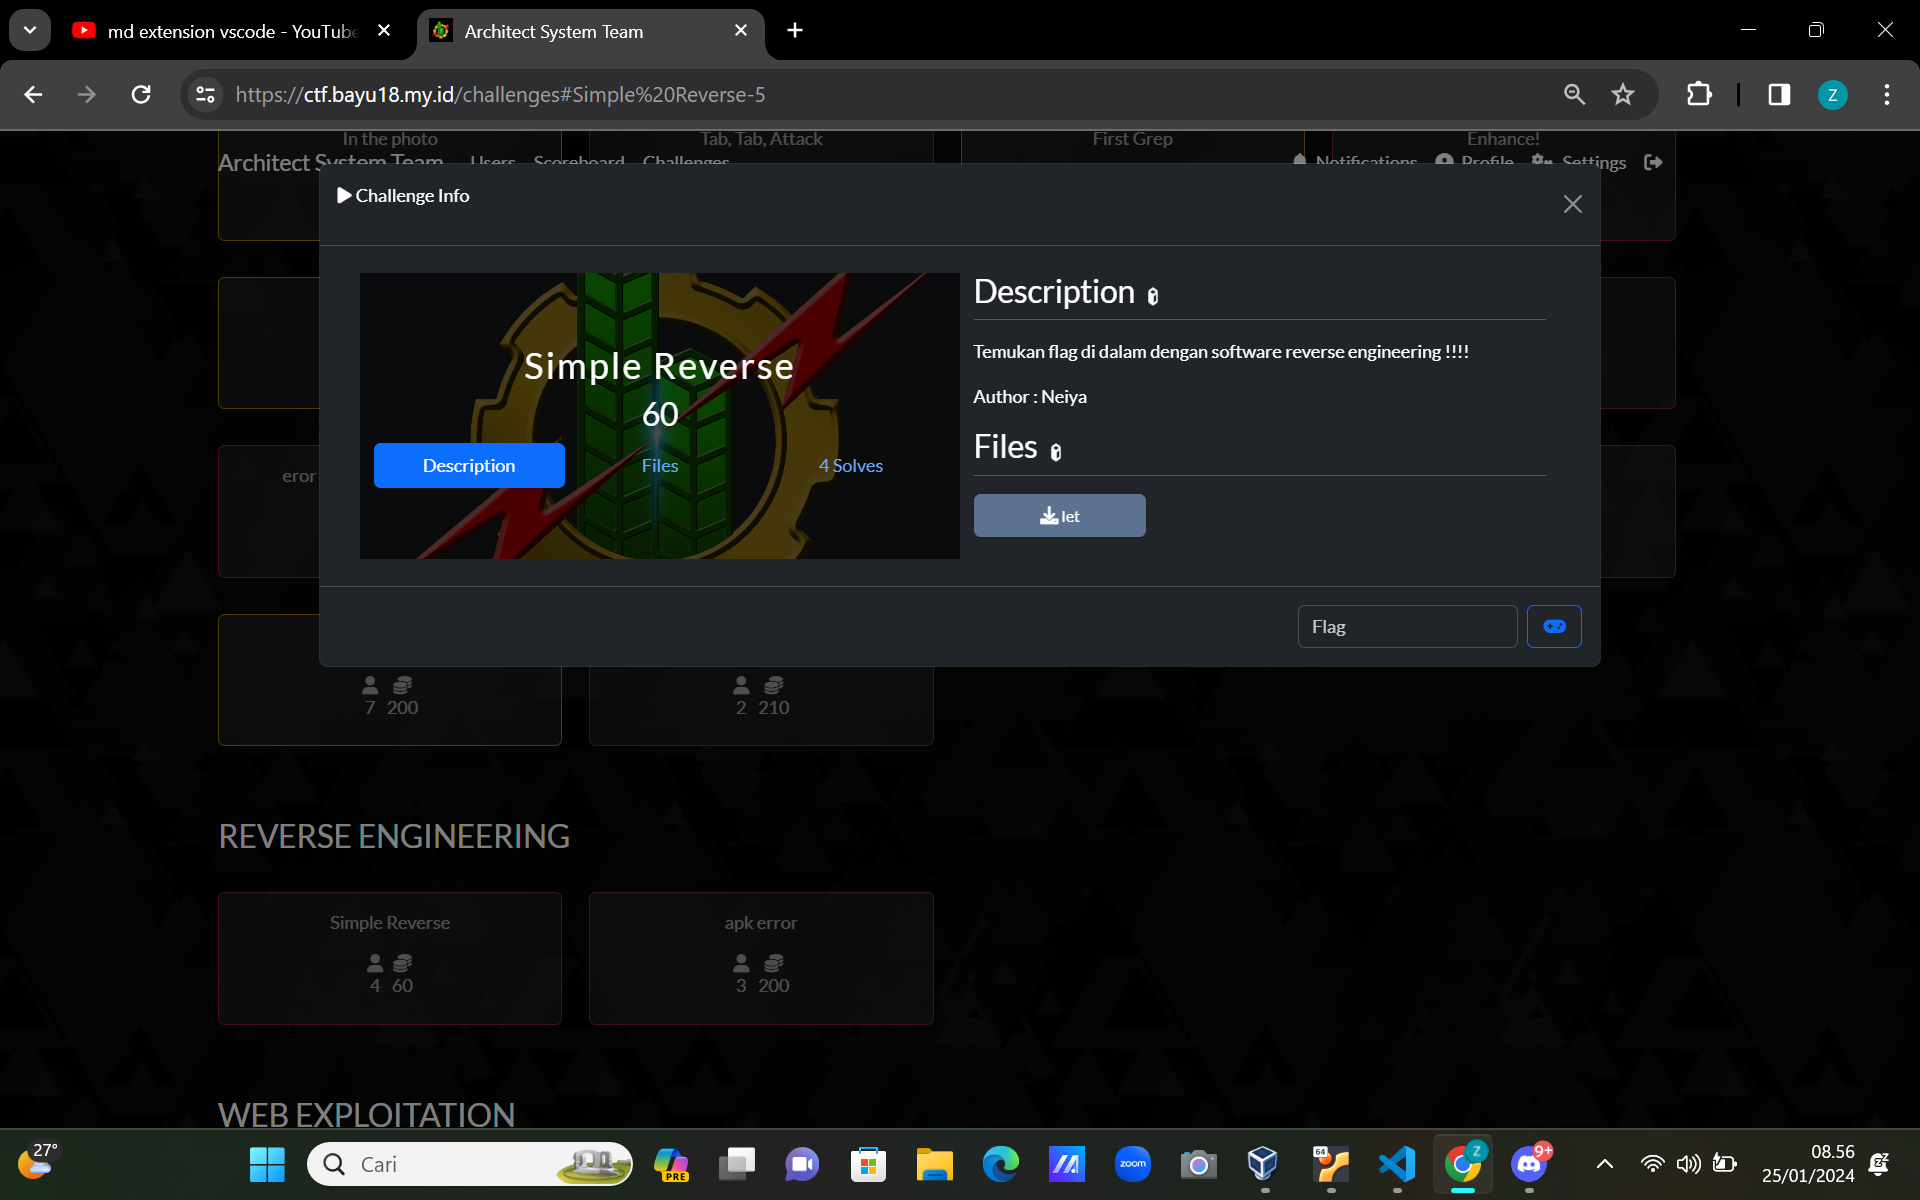 md extension vscode - YouTube
Architect System Team
https://ctf.bayu18.my.id/challenges#Simple%20Reverse-5
Z
In the photo
Tab, Tab, Attack
First Grep
Enhance!
Architect System Team
Users
Scoreboard
Challenges
Notifications
Profile
Settings
Challenge Info
Simple Reverse
60
Description
Files
4 Solves
Description
Temukan flag di dalam dengan software reverse engineering !!!!
Author : Neiya
Files
let
eror
Flag
7 200
2 210
REVERSE ENGINEERING
Simple Reverse
4 60
apk error
3 200
WEB EXPLOITATION
27°
Cari
PRE
zoom
64
Z
9+
08.56
25/01/2024